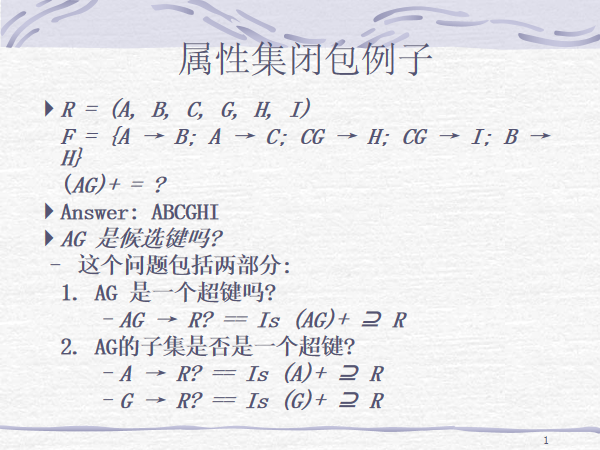 属性集闭包例子
R = (A, B, C, G, H, I)
F = {A → B; A → C; CG → H; CG → I; B →
H}
(AG)+ = ?
Answer: ABCGHI
AG 是候选键吗?
– 这个问题包括两部分:
1. AG 是一个超键吗?
– AG → R? == Is (AG)+ ⊇ R
2. AG的子集是否是一个超键?
– A → R? == Is (A)+ ⊇ R
– G → R? == Is (G)+ ⊇ R
1